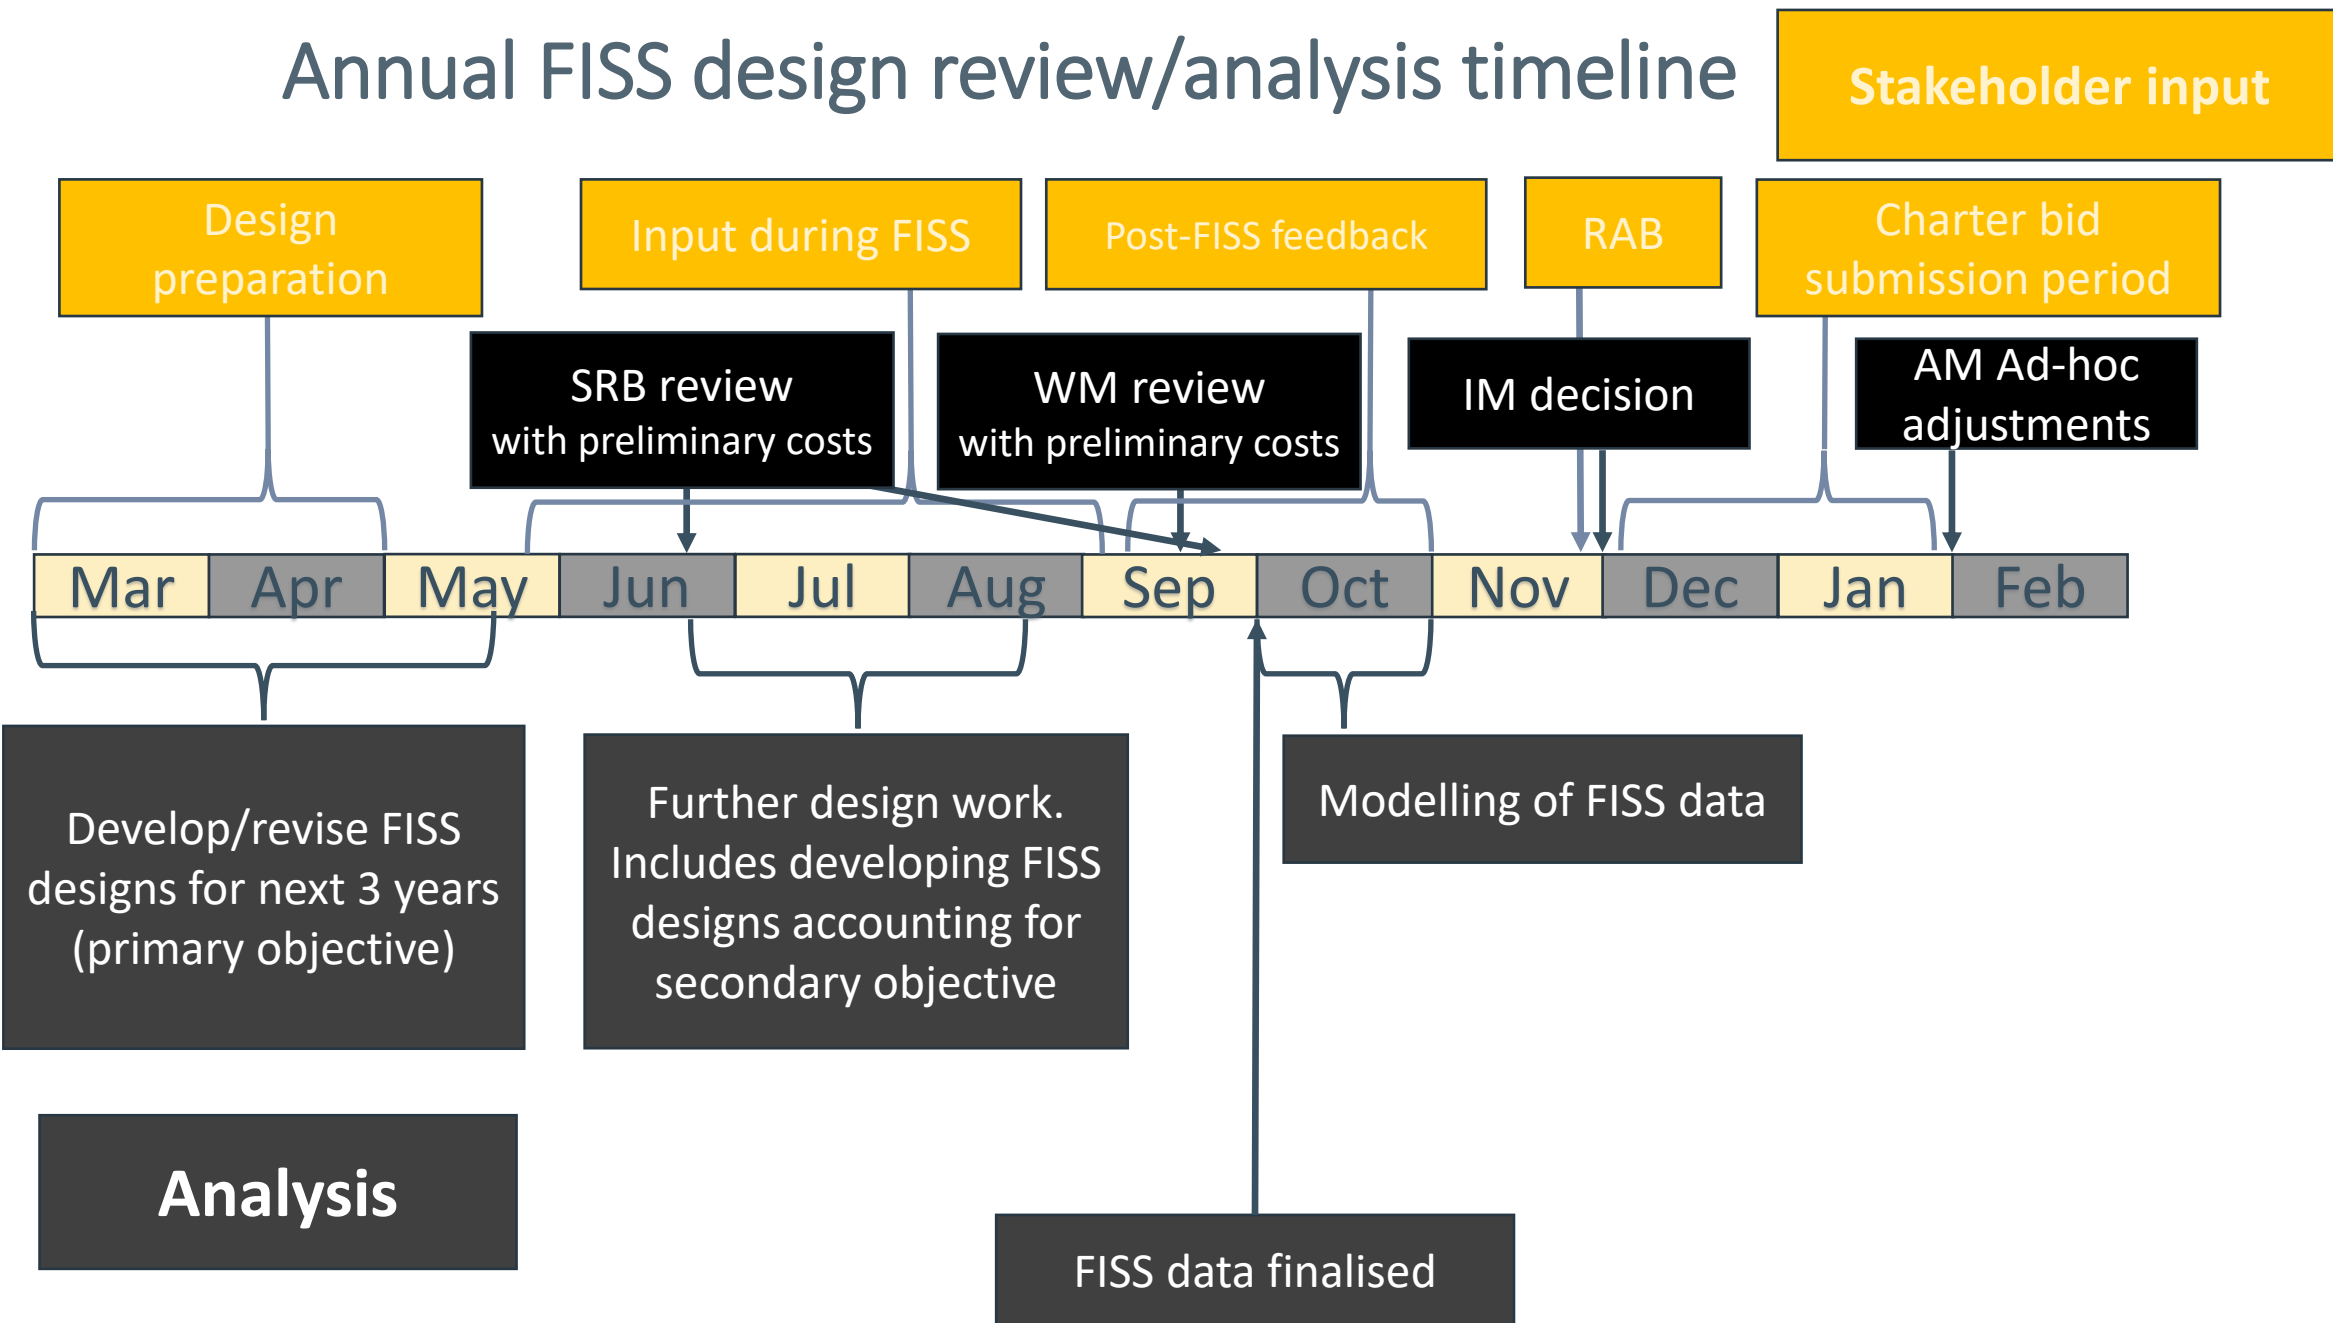 Annual FISS design review/analysis timeline
Stakeholder input
Design
preparation
Input during FISS
Post-FISS feedback
RAB
Charter bid
submission period
SRB review
with preliminary costs
WM review
with preliminary costs
IM decision
AM Ad-hoc
adjustments
Mar Apr May Jun Jul Aug Sep Oct Nov Dec Jan Feb
Develop/revise FISS
designs for next 3 years
(primary objective)
Further design work.
Includes developing FISS
designs accounting for
secondary objective
Modelling of FISS data
Analysis
FISS data finalised